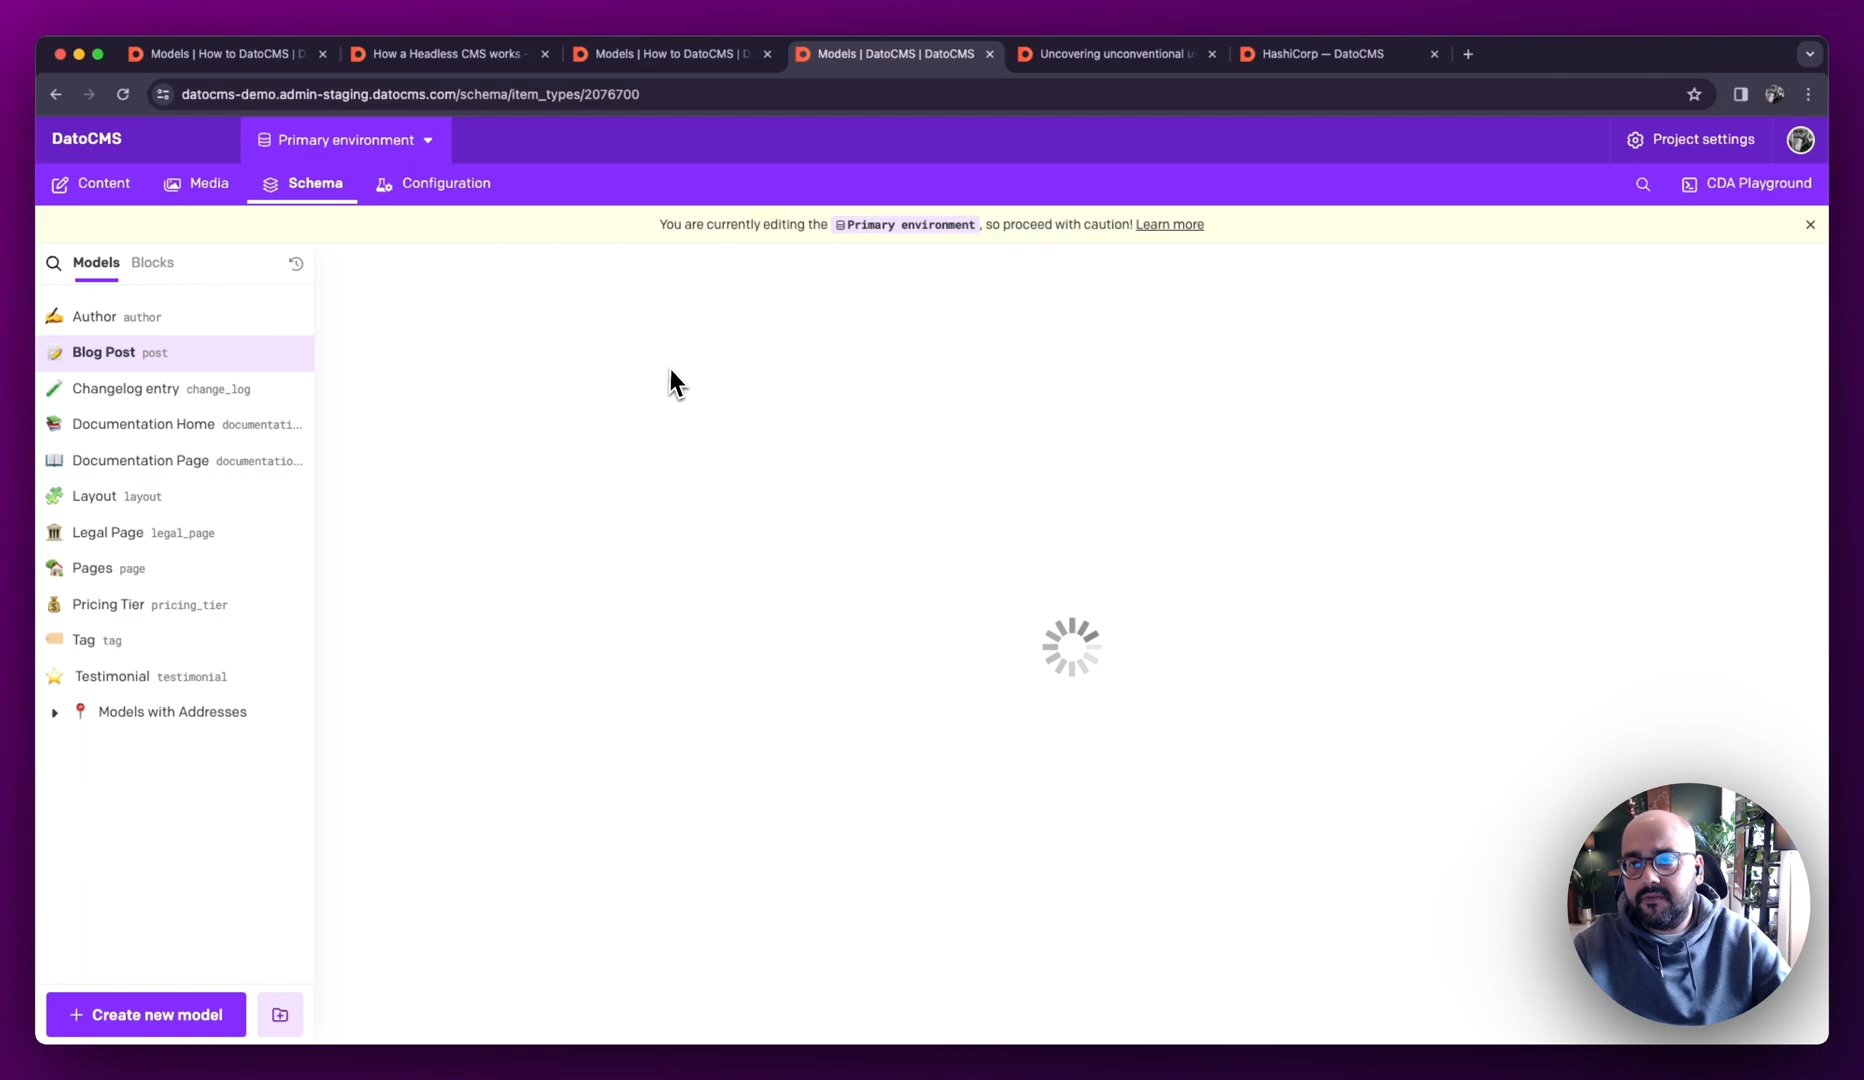 Models | How to DatoCMS | D
How a Headless CMS works -
Models | How to DatoCMS | D
Models | DatoCMS | DatoCMS
Uncovering unconventional u
HashiCorp — DatoCMS
datocms-demo.admin-staging.datocms.com/schema/item_types/2076700
DatoCMS
Primary environment
Project settings
Content
Media
Schema
Configuration
CDA Playground
You are currently editing the Primary environment, so proceed with caution! Learn more
Models
Blocks
Author author
Blog Post post
Changelog entry change_log
Documentation Home documentati...
Documentation Page documentatio...
Layout layout
Legal Page legal_page
Pages page
Pricing Tier pricing_tier
Tag tag
Testimonial testimonial
Models with Addresses
+ Create new model